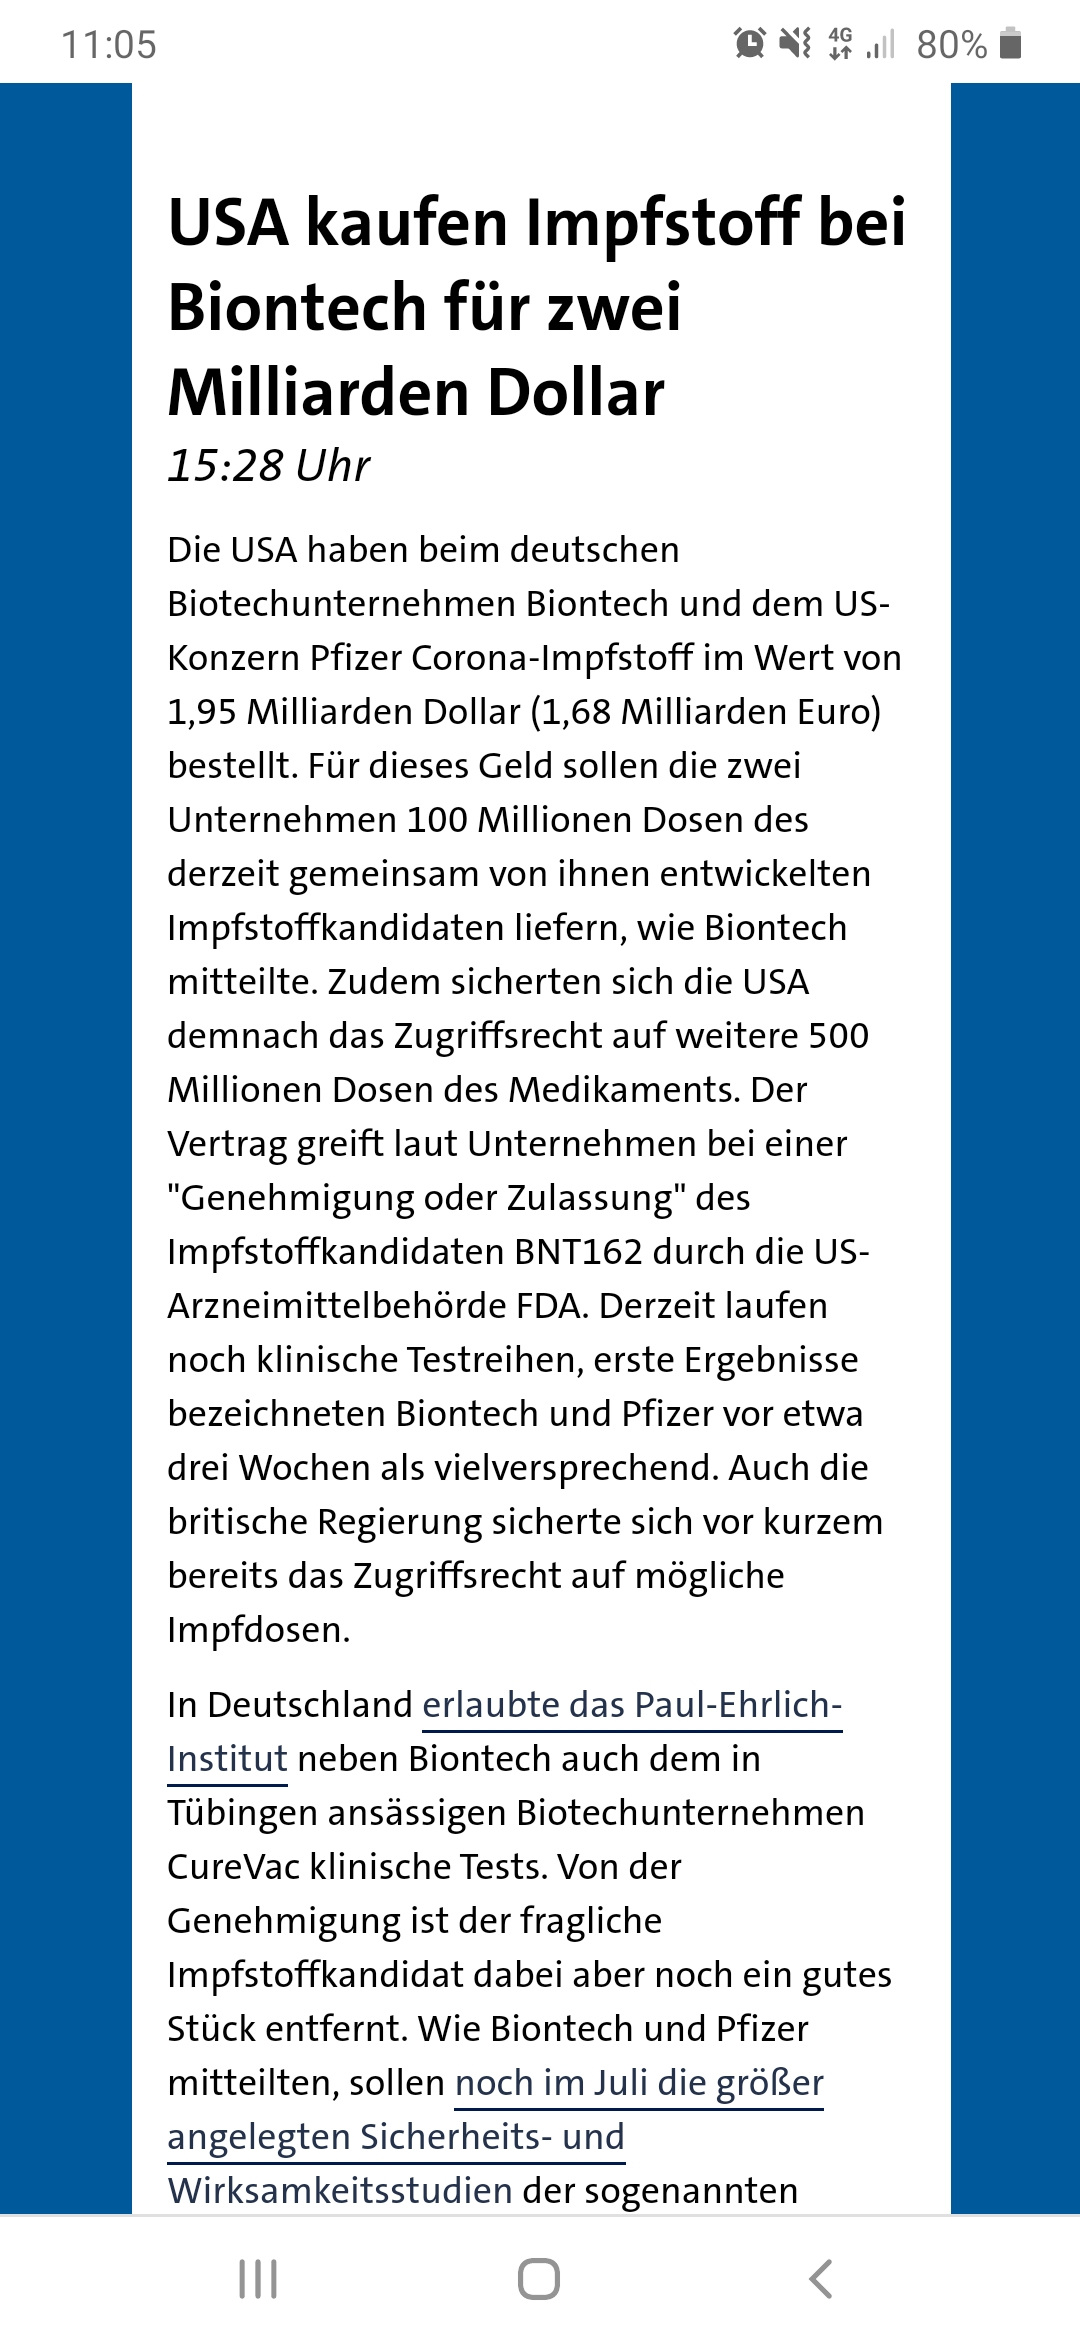 11:05
4G
80%
USA kaufen Impfstoff bei
Biontech für zwei
Milliarden Dollar
15:28 Uhr
Die USA haben beim deutschen
Biotechunternehmen Biontech und dem US-
Konzern Pfizer Corona-Impfstoff im Wert von
1,95 Milliarden Dollar (1,68 Milliarden Euro)
bestellt. Für dieses Geld sollen die zwei
Unternehmen 100 Millionen Dosen des
derzeit gemeinsam von ihnen entwickelten
Impfstoffkandidaten liefern, wie Biontech
mitteilte. Zudem sicherten sich die USA
demnach das Zugriffsrecht auf weitere 500
Millionen Dosen des Medikaments. Der
Vertrag greift laut Unternehmen bei einer
"Genehmigung oder Zulassung" des
Impfstoffkandidaten BNT162 durch die US-
Arzneimittelbehörde FDA. Derzeit laufen
noch klinische Testreihen, erste Ergebnisse
bezeichneten Biontech und Pfizer vor etwa
drei Wochen als vielversprechend. Auch die
britische Regierung sicherte sich vor kurzem
bereits das Zugriffsrecht auf mögliche
Impfdosen.
In Deutschland erlaubte das Paul-Ehrlich-
Institut neben Biontech auch dem in
Tübingen ansässigen Biotechunternehmen
CureVac klinische Tests. Von der
Genehmigung ist der fragliche
Impfstoffkandidat dabei aber noch ein gutes
Stück entfernt. Wie Biontech und Pfizer
mitteilten, sollen noch im Juli die größer
angelegten Sicherheits- und
Wirksamkeitsstudien der sogenannten